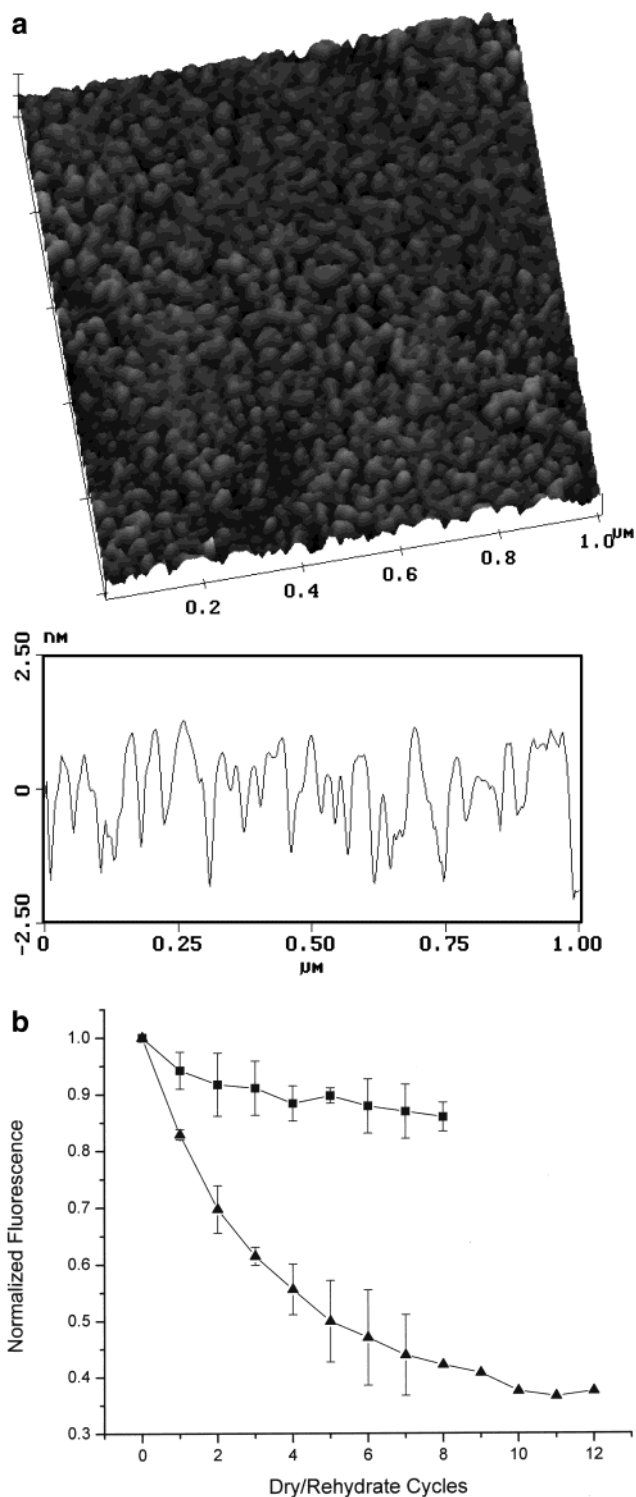 a
0.2 0.4 0.6 0.8 1.0 µM
nM
2.50
0
-2.50
0 0.25 0.50 0.75 1.00
µM
b
1.0
0.9
0.8
0.7
0.6
0.5
0.4
0.3
Normalized Fluorescence
0 2 4 6 8 10 12
Dry/Rehydrate Cycles